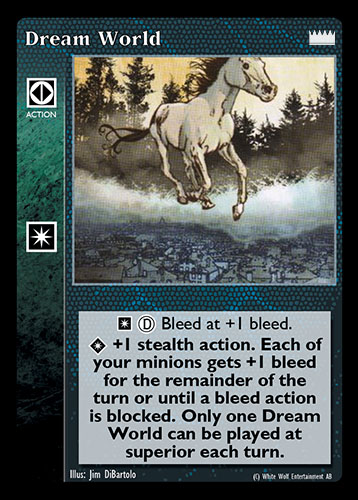 Dream World
ACTION
D Bleed at +1 bleed.
+1 stealth action. Each of
your minions gets +1 bleed
for the remainder of the
turn or until a bleed action
is blocked. Only one Dream
World can be played at
superior each turn.
Illus: Jim DiBartolo
(C) White Wolf Entertainment AB